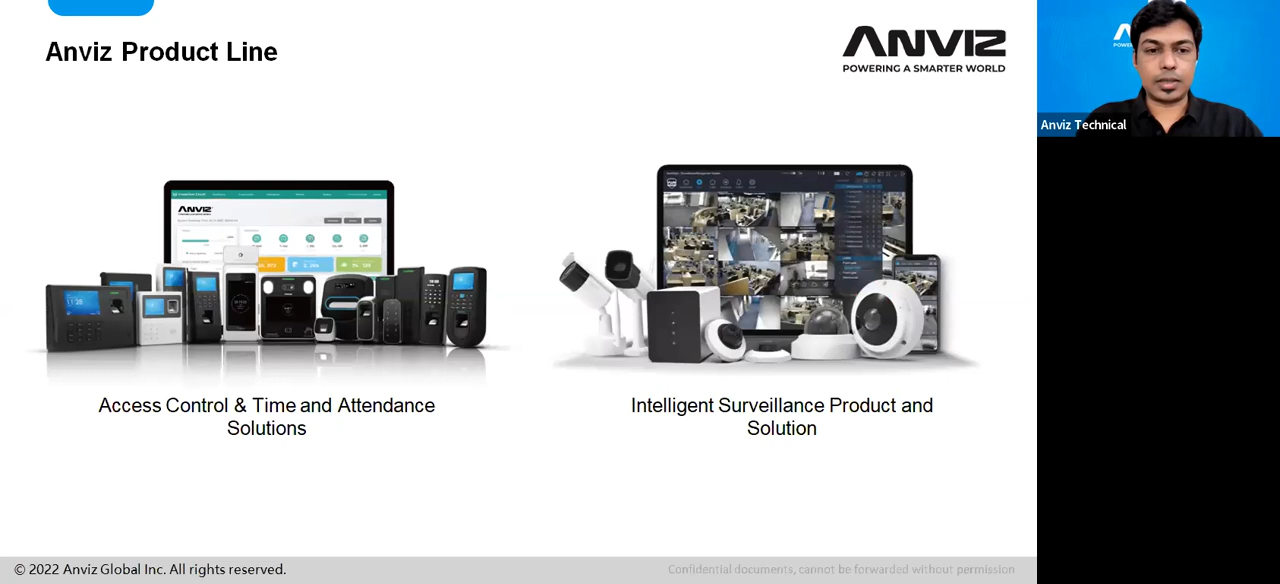 Anviz Product Line
ANVIZ
POWERING A SMARTER WORLD
Anviz Technical
ANVIZ
Access Control & Time and Attendance
Solutions
Intelligent Surveillance Product and
Solution
© 2022 Anviz Global Inc. All rights reserved.
Confidential documents, cannot be forwarded without permission